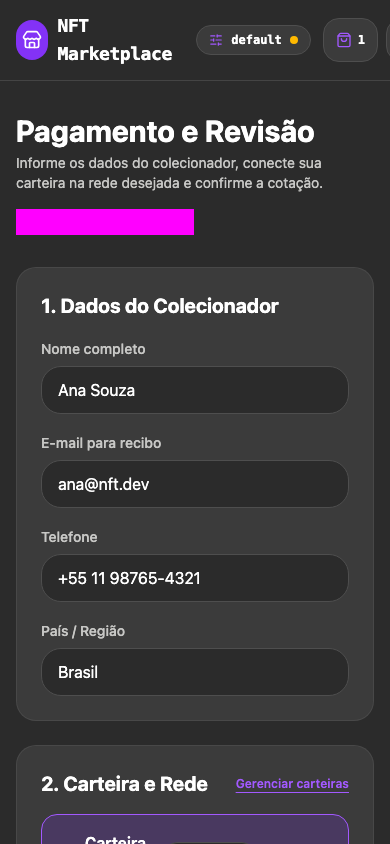 NFT
Marketplace
default
1
Pagamento e Revisão
Informe os dados do colecionador, conecte sua
carteira na rede desejada e confirme a cotação.
1. Dados do Colecionador
Nome completo
Ana Souza
E-mail para recibo
ana@nft.dev
Telefone
+55 11 98765-4321
País / Região
Brasil
2. Carteira e Rede
Gerenciar carteiras
Carteira